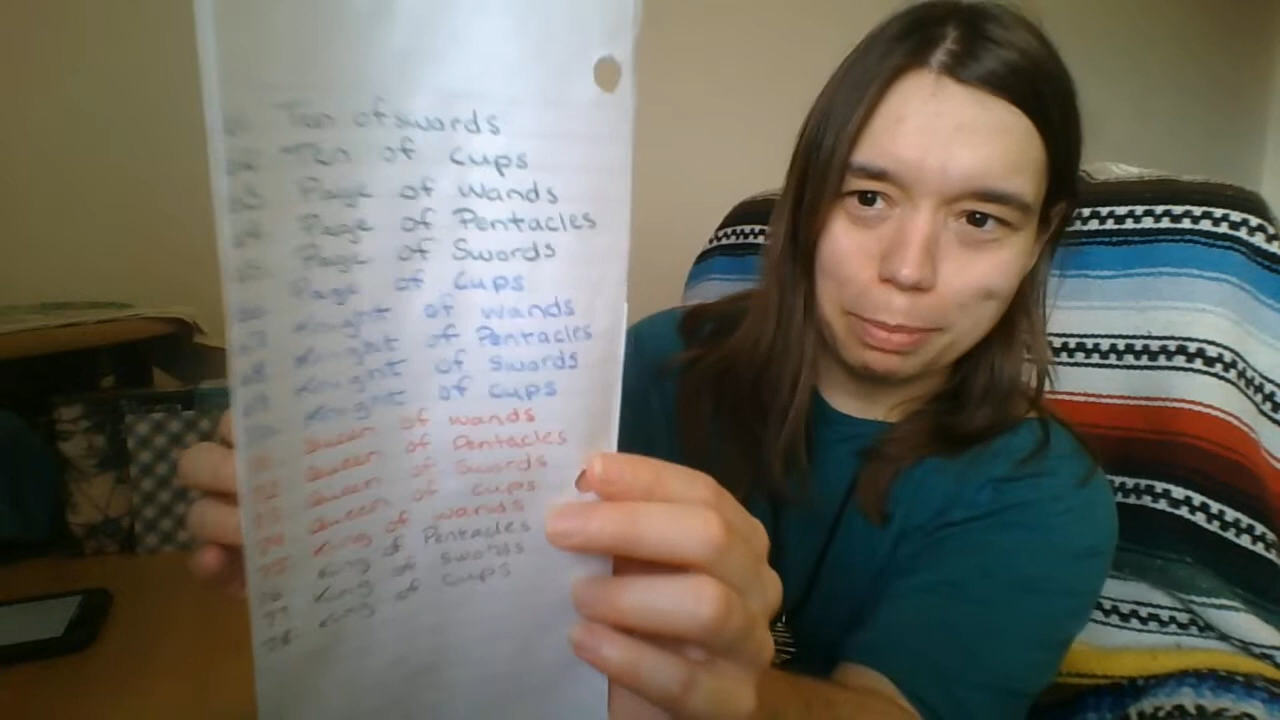 Ten of swords
Ten of cups
Page of Wands
Page of Pentacles
Page of Swords
Page of Cups
Knight of wands
Knight of Pentacles
Knight of Swords
Knight of cups
Queen of wands
Queen of Pentacles
Queen of Swords
Queen of cups
King of wands
King of Pentacles
77 King of swords
78 King of cups